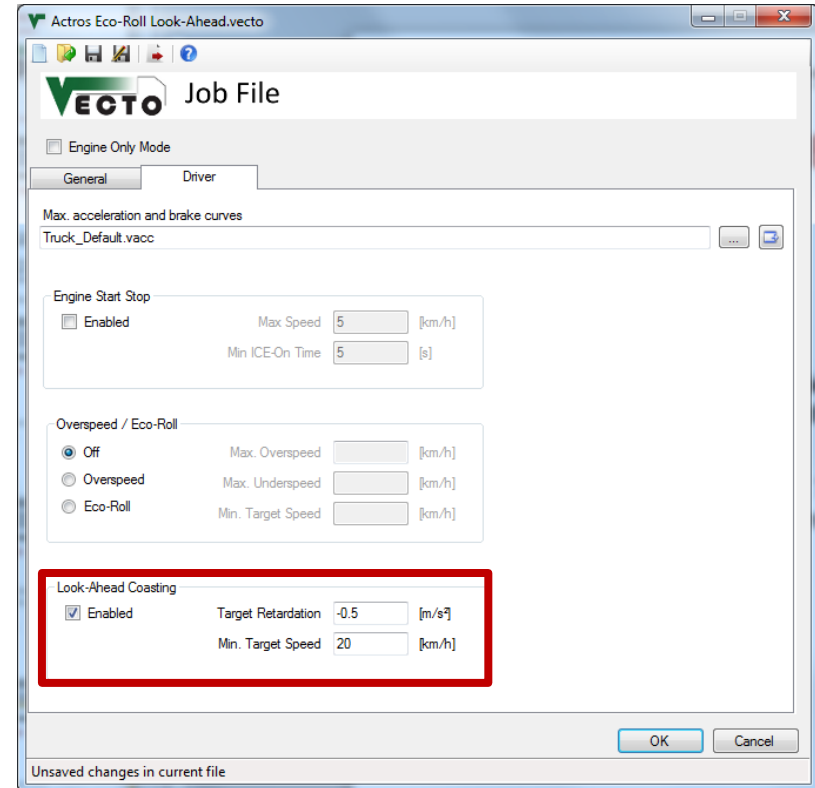 Actros Eco-Roll Look-Ahead.vecto
VECTO Job File
Engine Only Mode
General Driver
Max. acceleration and brake curves
Truck_Default.vacc ...
Engine Start Stop
Enabled Max Speed 5 [km/h]
Min ICE-On Time 5 [s]
Overspeed / Eco-Roll
Off Max. Overspeed [km/h]
Overspeed Max. Underspeed [km/h]
Eco-Roll Min. Target Speed [km/h]
Look-Ahead Coasting
Enabled Target Retardation -0.5 [m/s²]
Min. Target Speed 20 [km/h]
OK Cancel
Unsaved changes in current file